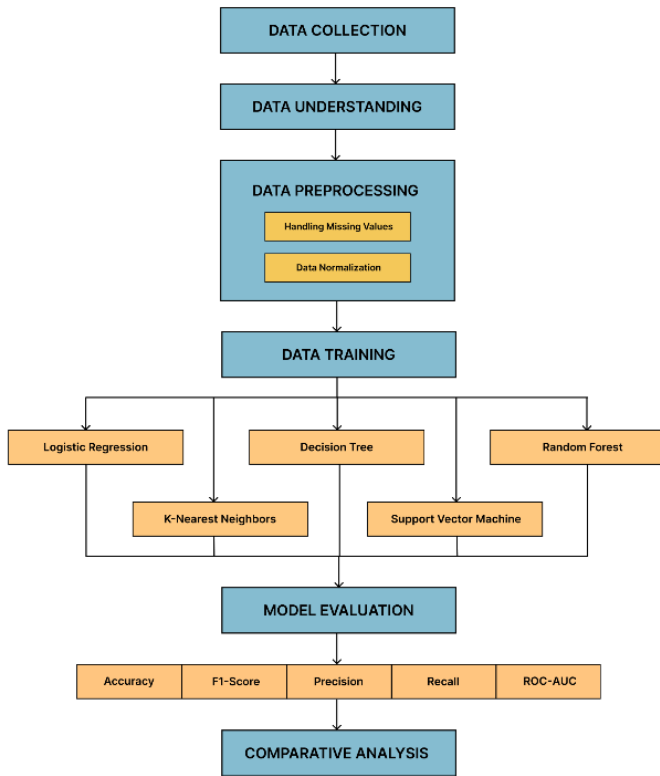 DATA COLLECTION
DATA UNDERSTANDING
DATA PREPROCESSING
Handling Missing Values
Data Normalization
DATA TRAINING
Logistic Regression
Decision Tree
Random Forest
K-Nearest Neighbors
Support Vector Machine
MODEL EVALUATION
Accuracy
F1-Score
Precision
Recall
ROC-AUC
COMPARATIVE ANALYSIS